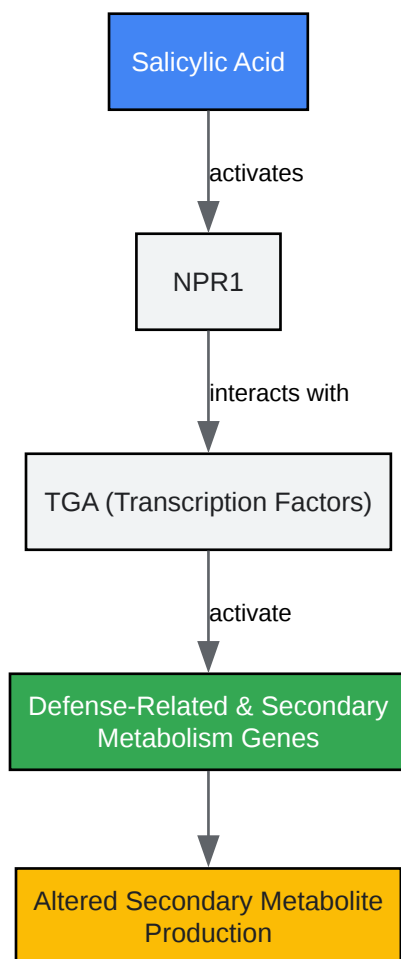 Salicylic Acid
activates
NPR1
interacts with
TGA (Transcription Factors)
activate
Defense-Related & Secondary
Metabolism Genes
Altered Secondary Metabolite
Production